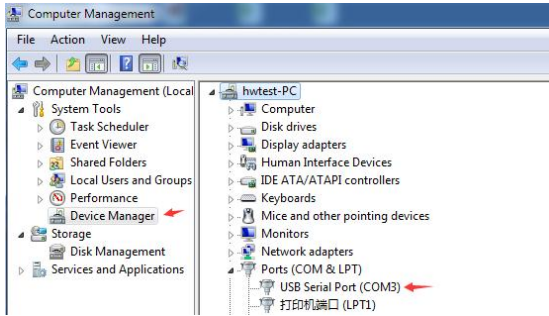 Computer Management
File Action View Help
Computer Management (Local
System Tools
Task Scheduler
Event Viewer
Shared Folders
Local Users and Groups
Performance
Device Manager
Storage
Disk Management
Services and Applications
hwtest-PC
Computer
Disk drives
Display adapters
Human Interface Devices
IDE ATA/ATAPI controllers
Keyboards
Mice and other pointing devices
Monitors
Network adapters
Ports (COM & LPT)
USB Serial Port (COM3)
打印机端口 (LPT1)